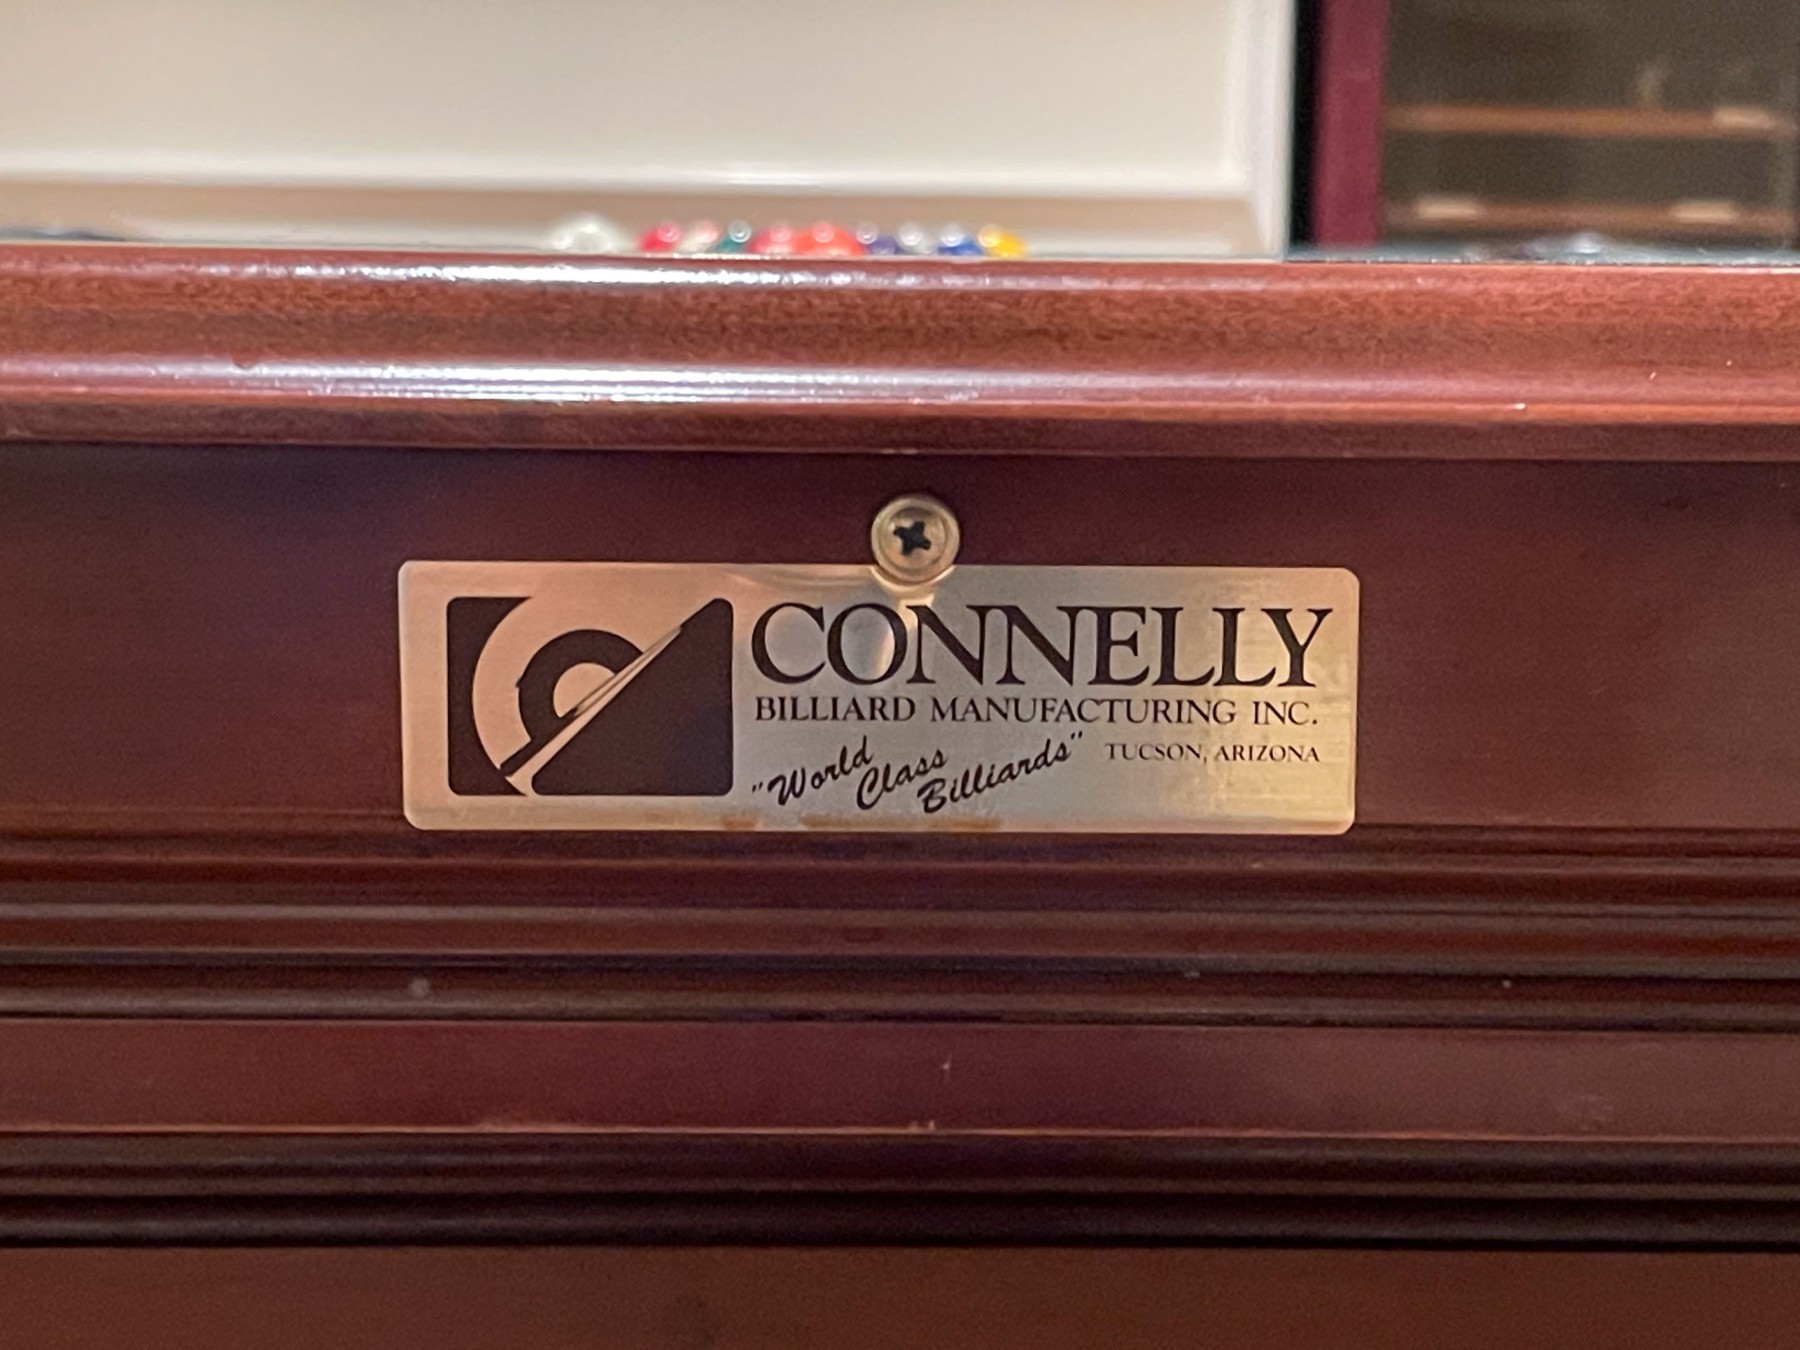 CONNELLY
BILLIARD MANUFACTURING INC.
"World Class Billiards"
TUCSON, ARIZONA